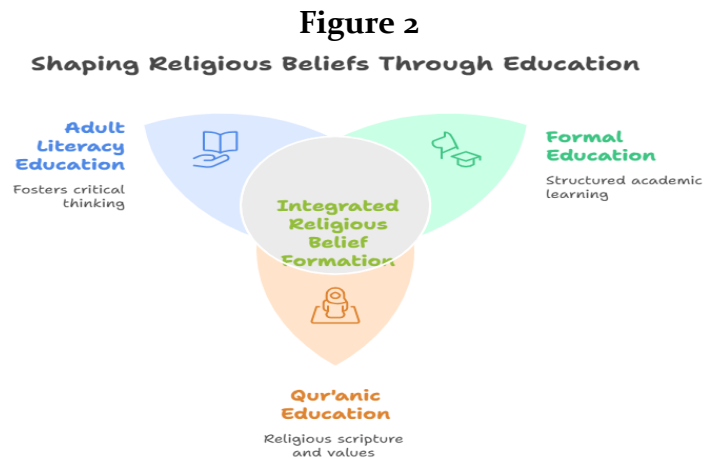 Figure 2
Shaping Religious Beliefs Through Education
Adult
Literacy
Education
Fosters critical
thinking
Formal
Education
Structured academic
learning
Integrated
Religious
Belief
Formation
Qur'anic
Education
Religious scripture
and values